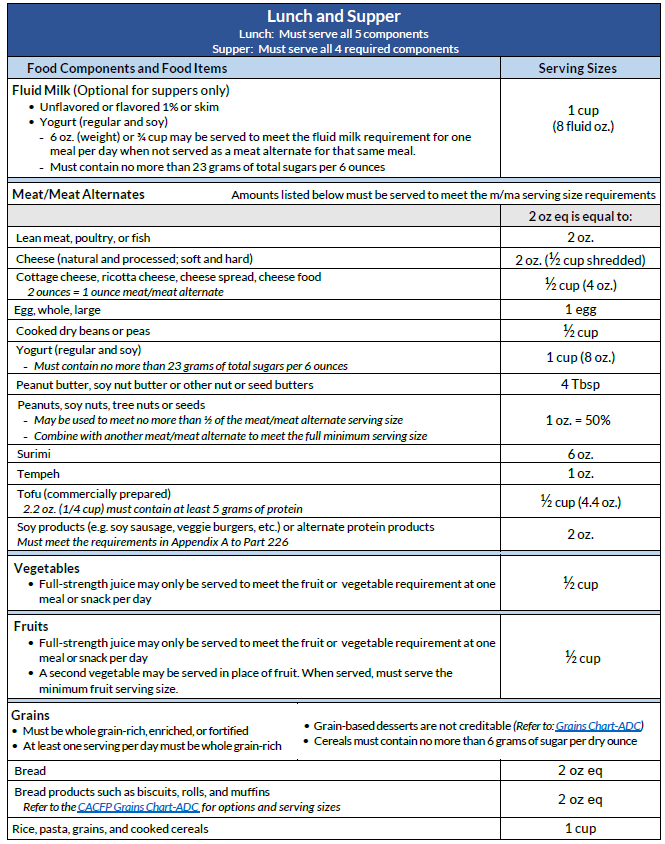 Lunch and Supper
Lunch:  Must serve all 5 components
Supper:  Must serve all 4 required components
Food Components and Food Items
Serving Sizes
Fluid Milk (Optional for suppers only)
• Unflavored or flavored 1% or skim
• Yogurt (regular and soy)
- 6 oz. (weight) or ¾ cup may be served to meet the fluid milk requirement for one
meal per day when not served as a meat alternate for that same meal.
- Must contain no more than 23 grams of total sugars per 6 ounces
1 cup
(8 fluid oz.)
Meat/Meat Alternates
Amounts listed below must be served to meet the m/ma serving size requirements
2 oz eq is equal to:
Lean meat, poultry, or fish
2 oz.
Cheese (natural and processed; soft and hard)
2 oz. (½ cup shredded)
Cottage cheese, ricotta cheese, cheese spread, cheese food
2 ounces = 1 ounce meat/meat alternate
½ cup (4 oz.)
Egg, whole, large
1 egg
Cooked dry beans or peas
½ cup
Yogurt (regular and soy)
- Must contain no more than 23 grams of total sugars per 6 ounces
1 cup (8 oz.)
Peanut butter, soy nut butter or other nut or seed butters
4 Tbsp
Peanuts, soy nuts, tree nuts or seeds
- May be used to meet no more than ½ of the meat/meat alternate serving size
- Combine with another meat/meat alternate to meet the full minimum serving size
1 oz. = 50%
Surimi
6 oz.
Tempeh
1 oz.
Tofu (commercially prepared)
2.2 oz. (1/4 cup) must contain at least 5 grams of protein
½ cup (4.4 oz.)
Soy products (e.g. soy sausage, veggie burgers, etc.) or alternate protein products
Must meet the requirements in Appendix A to Part 226
2 oz.
Vegetables
• Full-strength juice may only be served to meet the fruit or vegetable requirement at one
meal or snack per day
½ cup
Fruits
• Full-strength juice may only be served to meet the fruit or vegetable requirement at one
meal or snack per day
• A second vegetable may be served in place of fruit. When served, must serve the
minimum fruit serving size.
½ cup
Grains
• Must be whole grain-rich, enriched, or fortified
• At least one serving per day must be whole grain-rich
• Grain-based desserts are not creditable (Refer to: Grains Chart-ADC)
• Cereals must contain no more than 6 grams of sugar per dry ounce
Bread
2 oz eq
Bread products such as biscuits, rolls, and muffins
Refer to the CACFP Grains Chart-ADC for options and serving sizes
2 oz eq
Rice, pasta, grains, and cooked cereals
1 cup